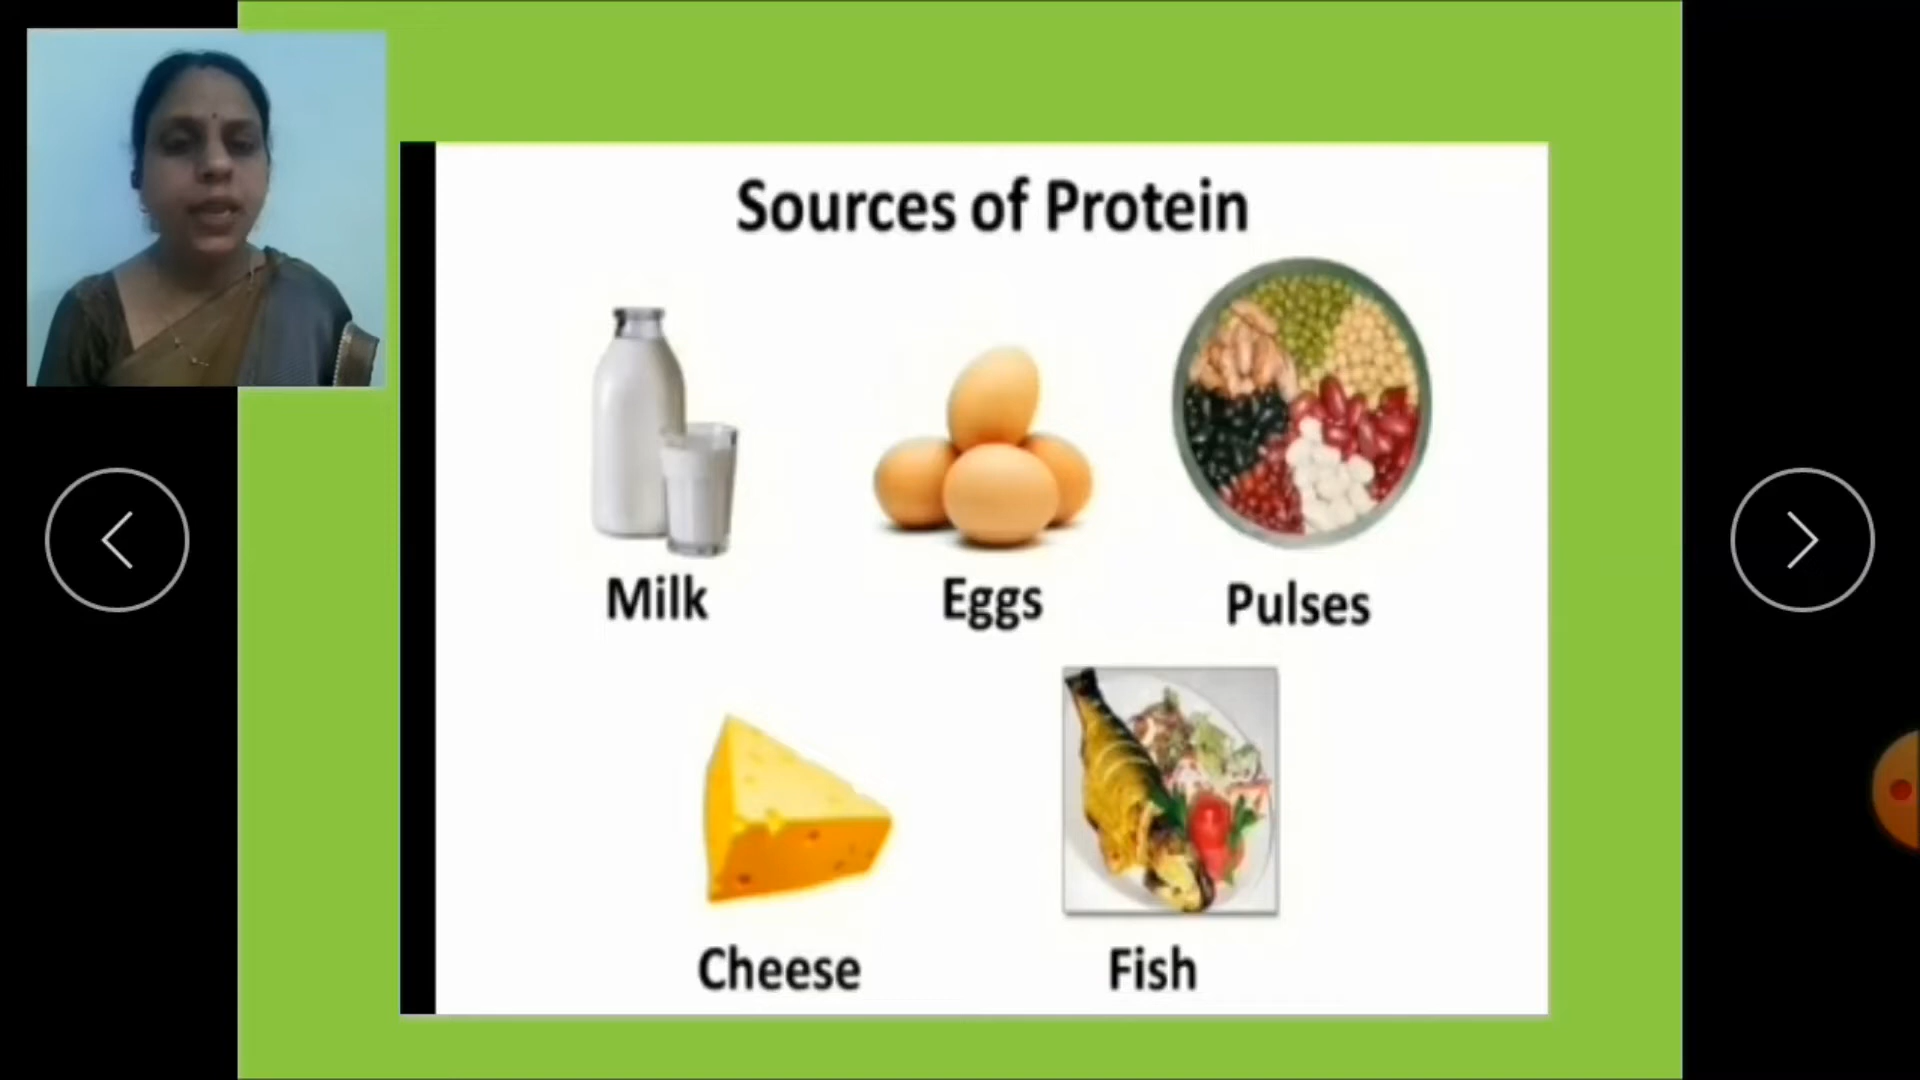 Sources of Protein
Milk
Eggs
Pulses
Cheese
Fish